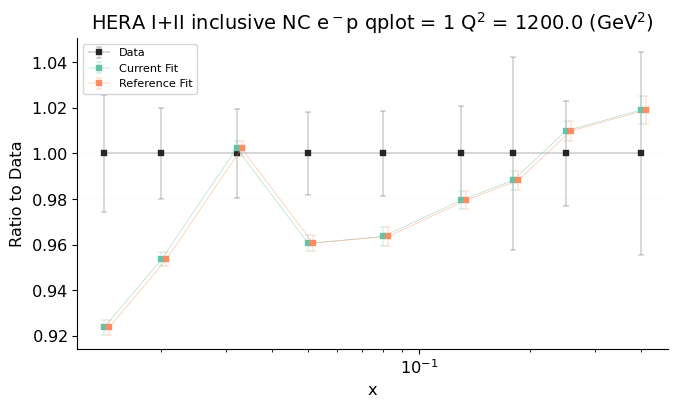 HERA I+II inclusive NC e⁻p qplot = 1 Q² = 1200.0 (GeV²)
Data
Current Fit
Reference Fit
Ratio to Data
1.04
1.02
1.00
0.98
0.96
0.94
0.92
10⁻¹
x